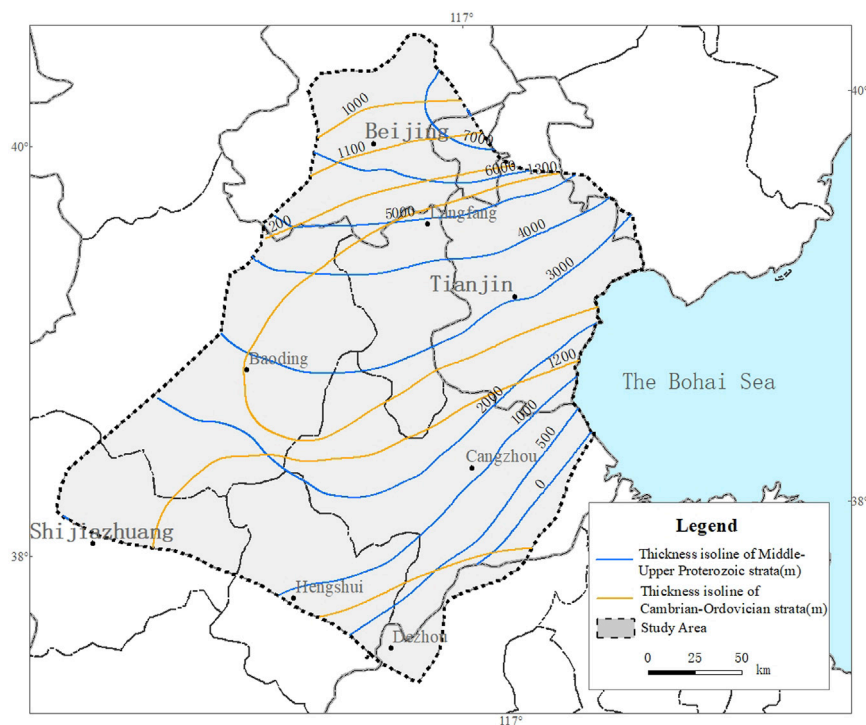 117°
40°
40°
1000
Beijing
7000
1100
6000
1300
1200
5000
Langfang
4000
3000
Tianjin
Baoding
1200
The Bohai Sea
2000
1000
500
Cangzhou
0
38°
Shijiazhuang
38°
Hengshui
Dezhou
Legend
Thickness isoline of Middle-
Upper Proterozoic strata(m)
Thickness isoline of
Cambrian-Ordovician strata(m)
Study Area
0 25 50
km
117°